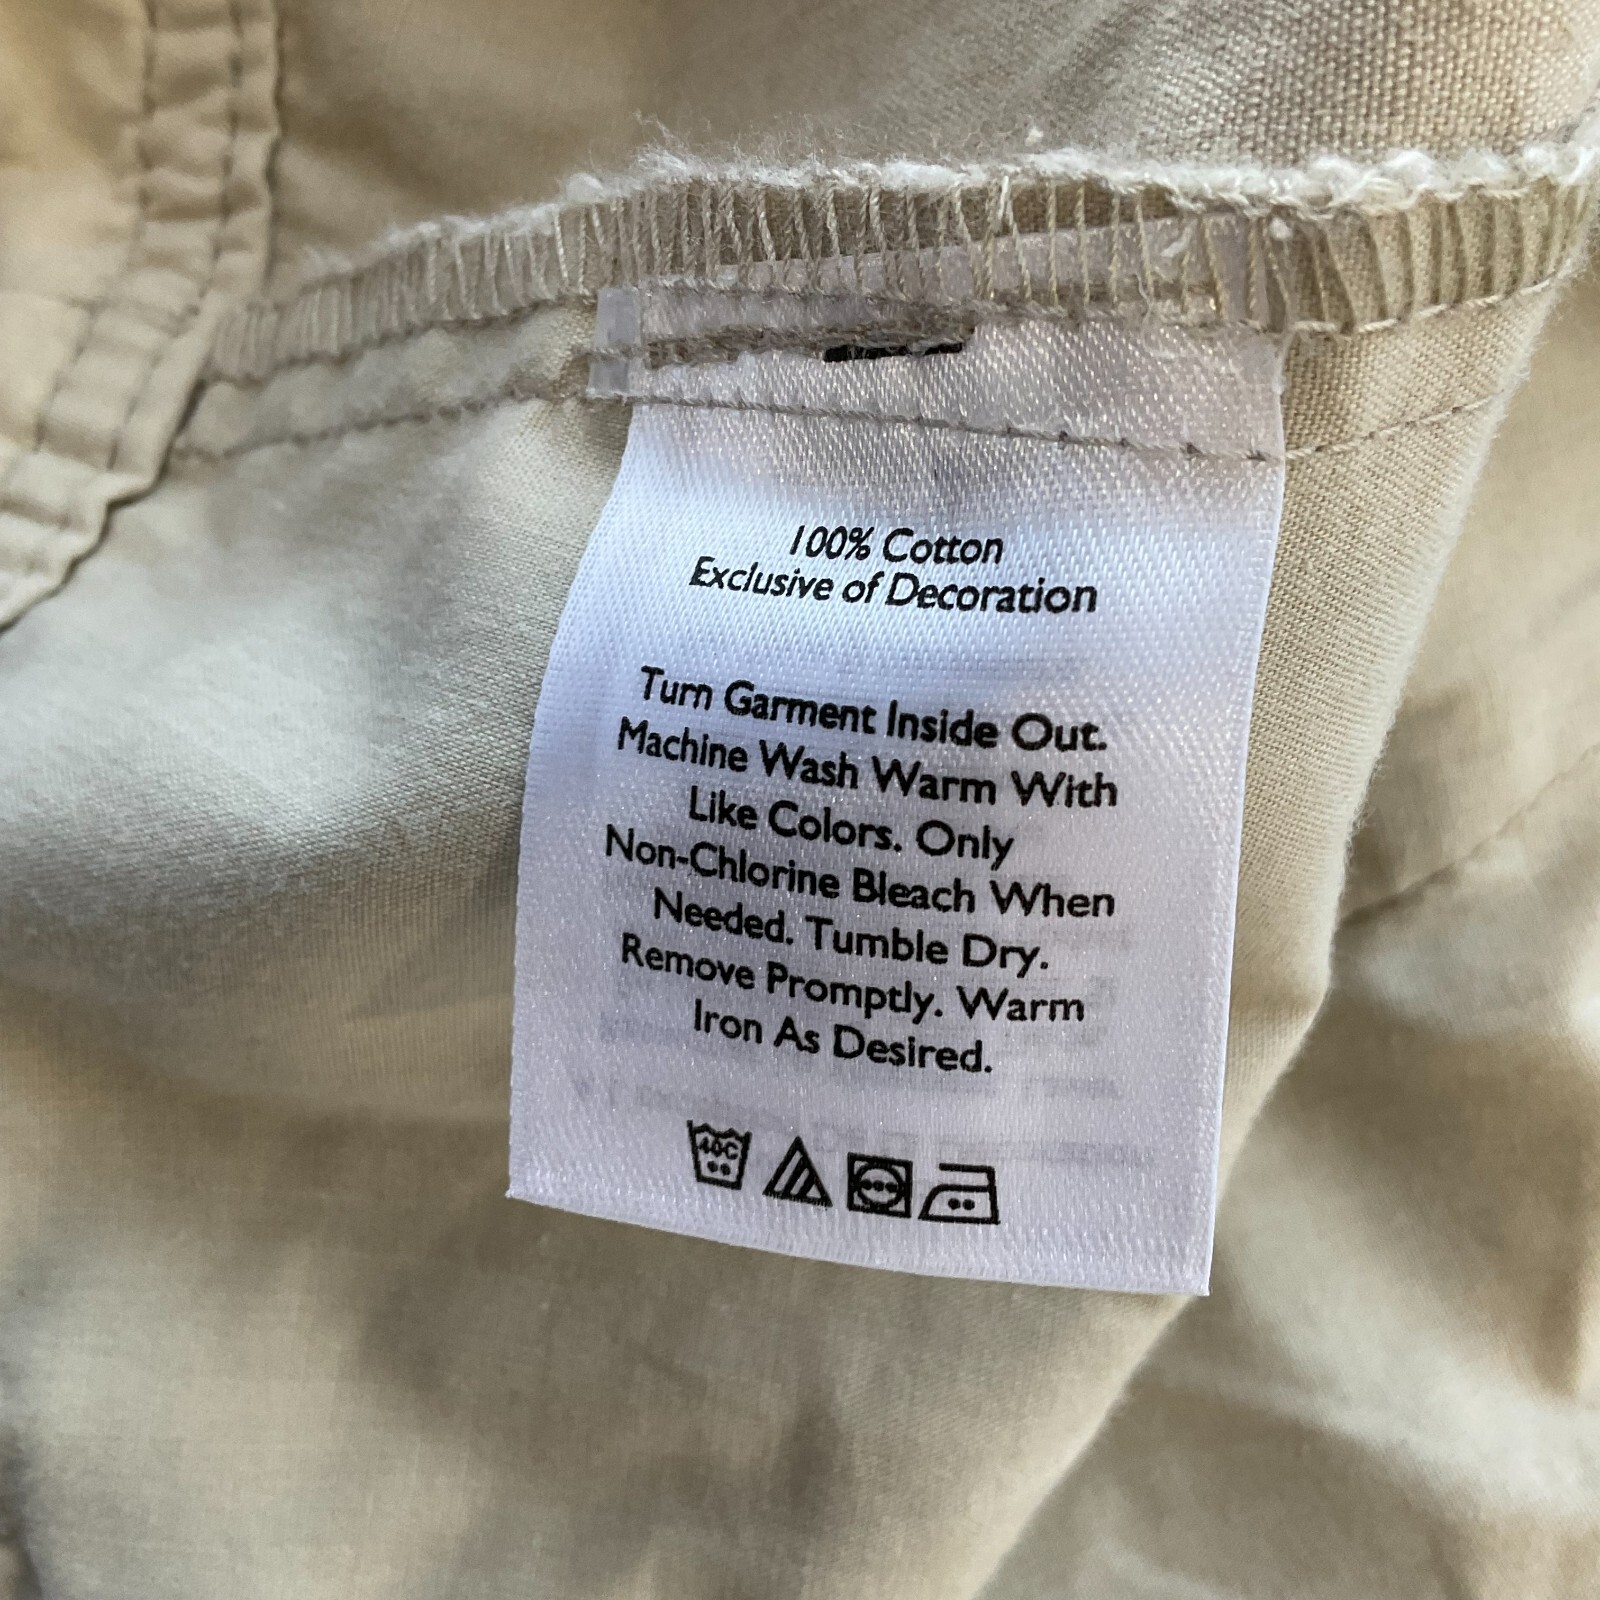 100% Cotton
Exclusive of Decoration
Turn Garment Inside Out.
Machine Wash Warm With
Like Colors. Only
Non-Chlorine Bleach When
Needed. Tumble Dry.
Remove Promptly. Warm
Iron As Desired.
40C